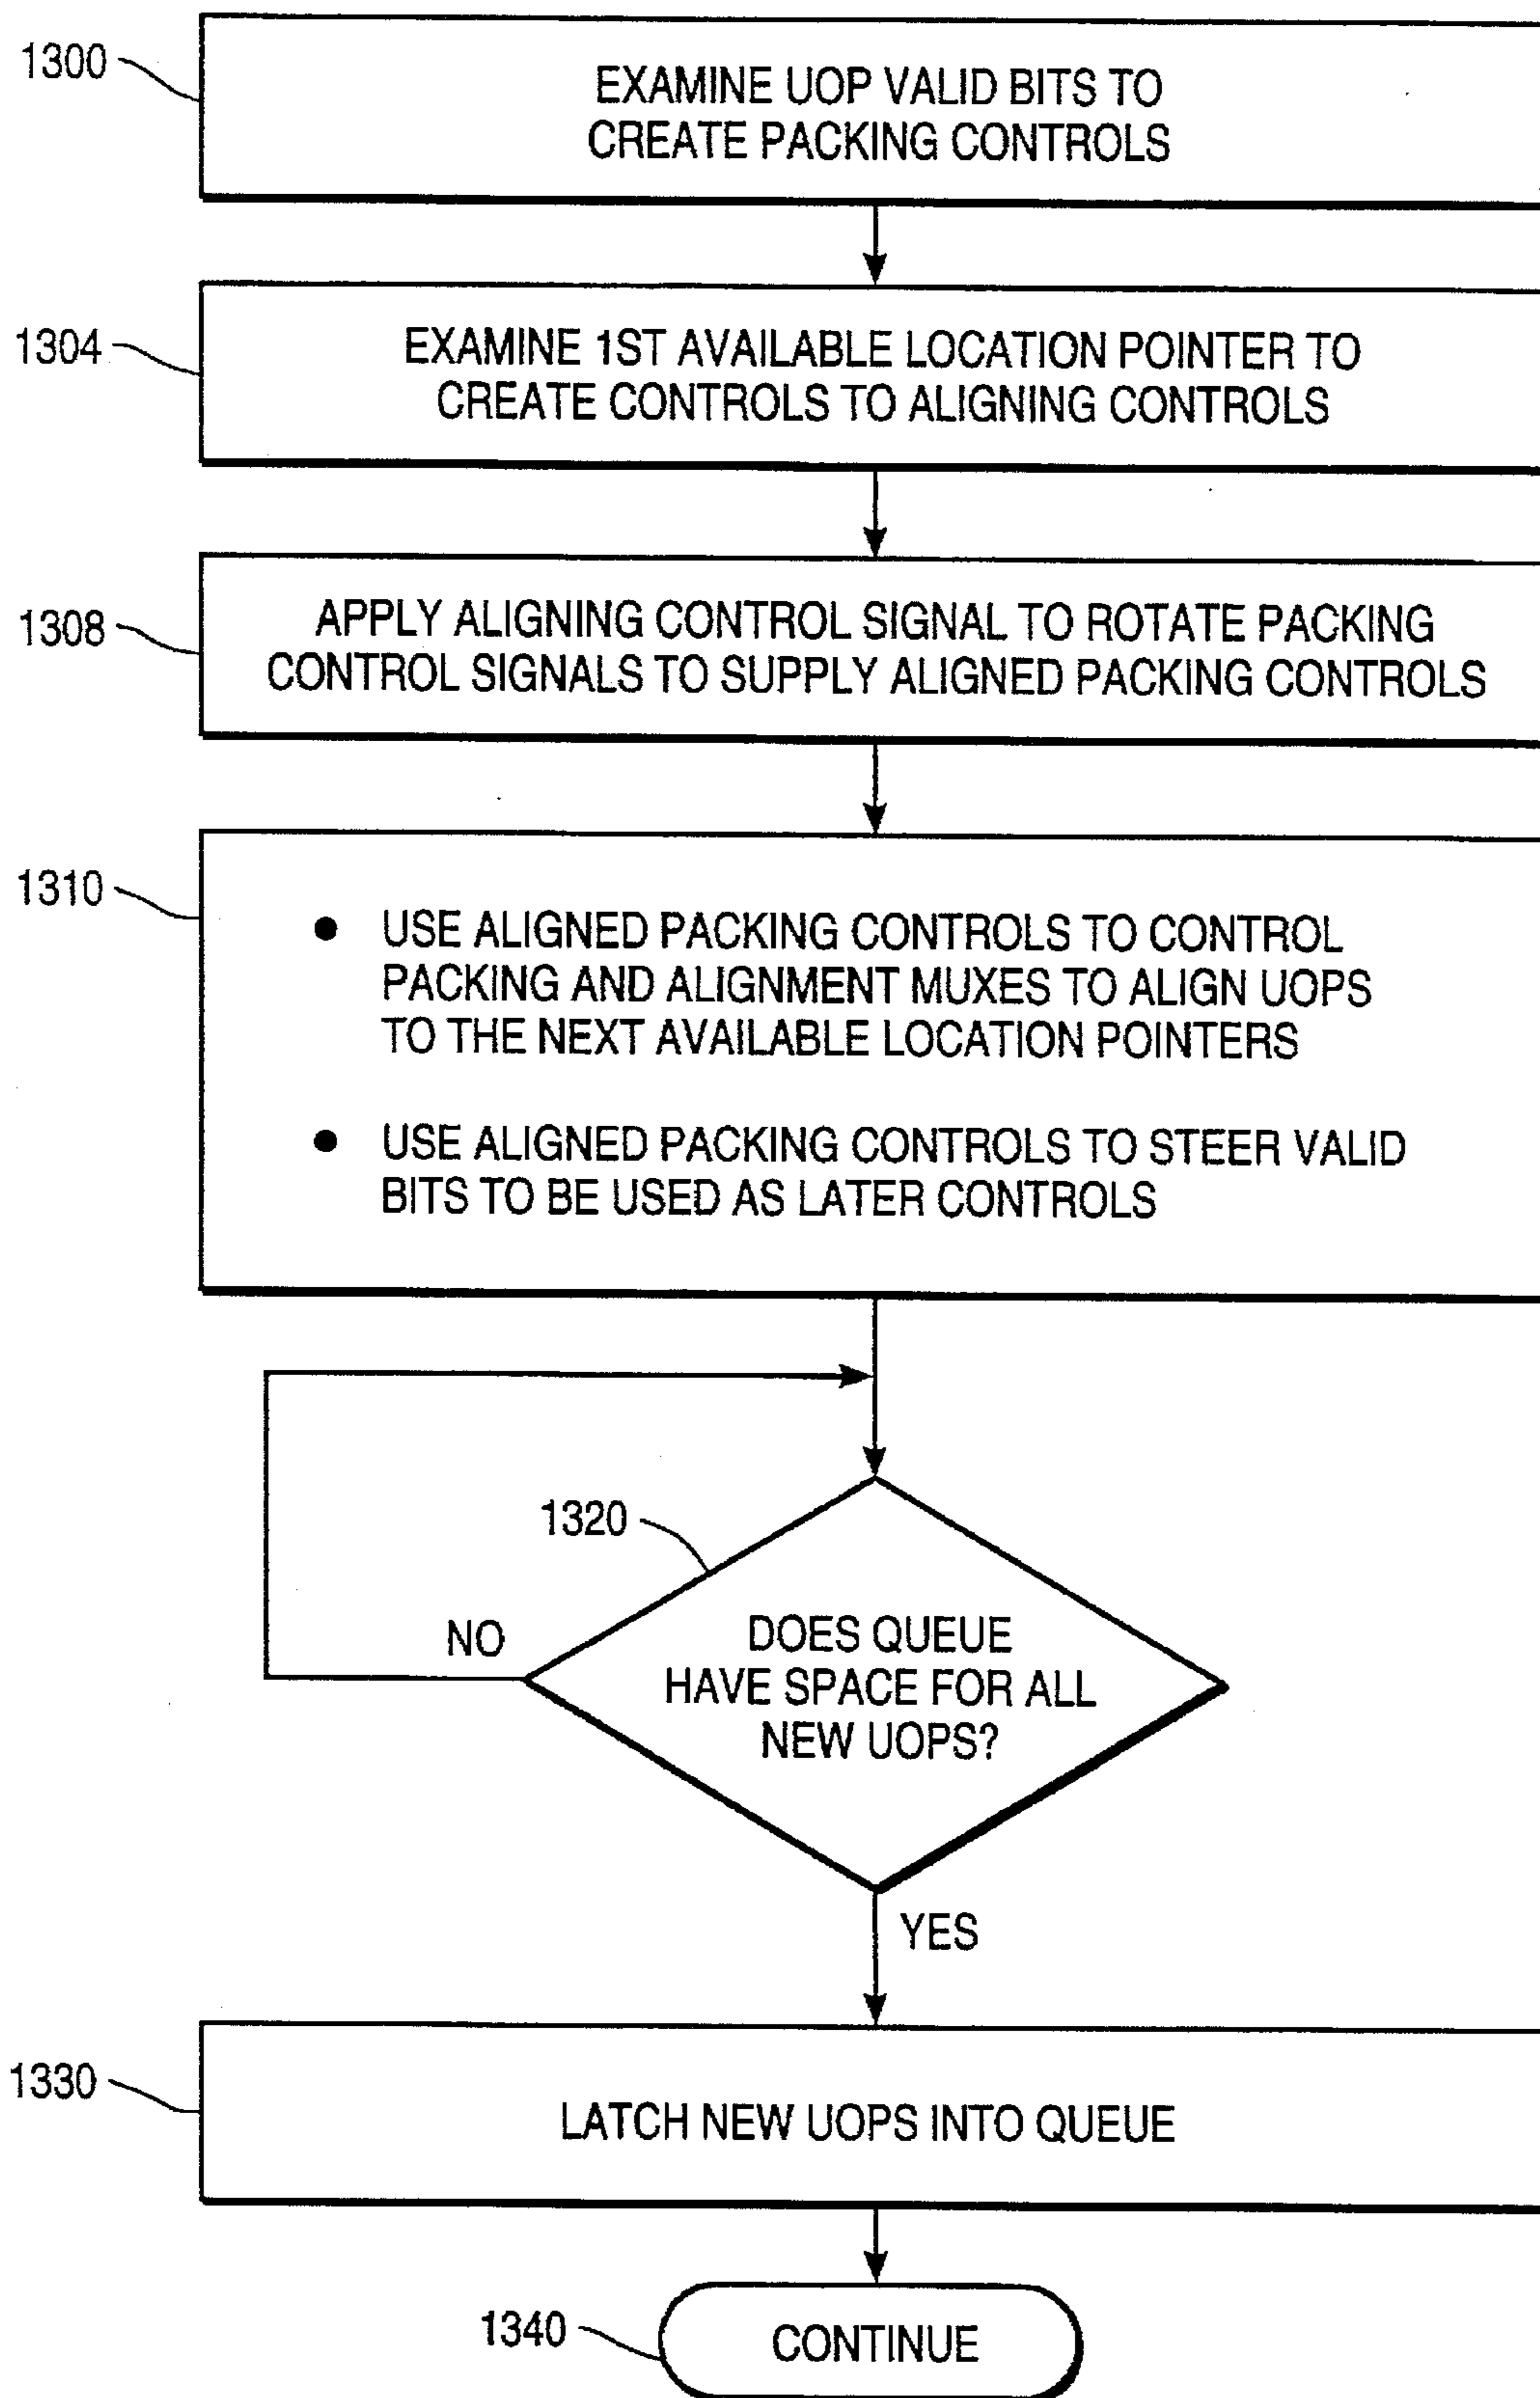 1300
EXAMINE UOP VALID BITS TO
CREATE PACKING CONTROLS
1304
EXAMINE 1ST AVAILABLE LOCATION POINTER TO
CREATE CONTROLS TO ALIGNING CONTROLS
1308
APPLY ALIGNING CONTROL SIGNAL TO ROTATE PACKING
CONTROL SIGNALS TO SUPPLY ALIGNED PACKING CONTROLS
1310
● USE ALIGNED PACKING CONTROLS TO CONTROL
PACKING AND ALIGNMENT MUXES TO ALIGN UOPS
TO THE NEXT AVAILABLE LOCATION POINTERS
● USE ALIGNED PACKING CONTROLS TO STEER VALID
BITS TO BE USED AS LATER CONTROLS
1320
NO
DOES QUEUE
HAVE SPACE FOR ALL
NEW UOPS?
YES
1330
LATCH NEW UOPS INTO QUEUE
1340
CONTINUE